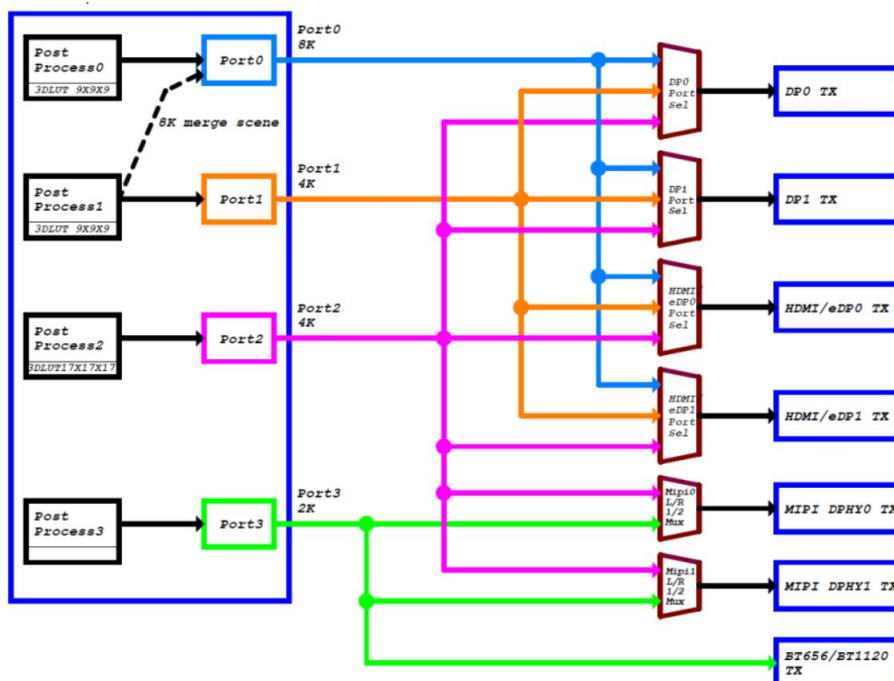 Post
Process0
3DLUT 9X9X9
Port0
Port0
8K
8K merge scene
Post
Process1
3DLUT 9X9X9
Port1
Port1
4K
Post
Process2
3DLUT17X17X17
Port2
Port2
4K
Post
Process3
Port3
Port3
2K
DP0
Port
Sel
DP0 TX
DP1
Port
Sel
DP1 TX
HDMI/
eDP0
Port
Sel
HDMI/eDP0 TX
HDMI/
eDP1
Port
Sel
HDMI/eDP1 TX
Mipi0
L/R
1/2
Mux
MIPI DPHY0 TX
Mipi1
L/R
1/2
Mux
MIPI DPHY1 TX
BT656/BT1120
TX